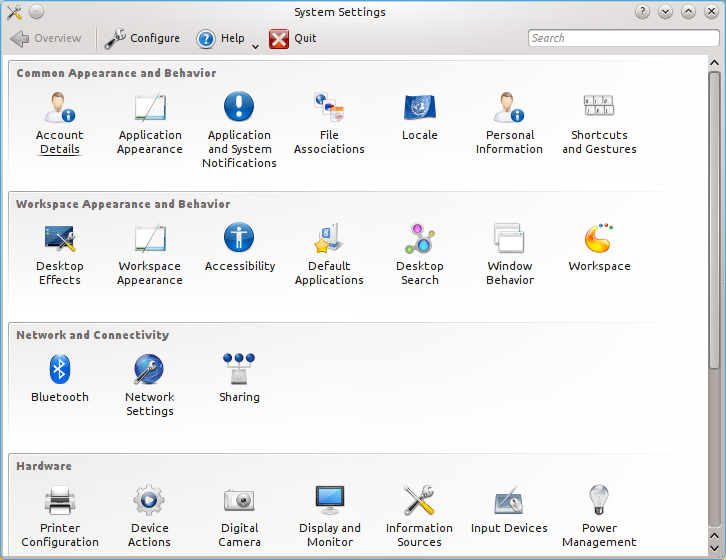 System Settings
Overview Configure Help Quit Search
Common Appearance and Behavior
Account Application Application File Locale Personal Shortcuts
Details Appearance and System Associations Information and Gestures
Notifications
Workspace Appearance and Behavior
Desktop Workspace Accessibility Default Desktop Window Workspace
Effects Appearance Applications Search Behavior
Network and Connectivity
Bluetooth Network Sharing
Settings
Hardware
Printer Device Digital Display and Information Input Devices Power
Configuration Actions Camera Monitor Sources Management